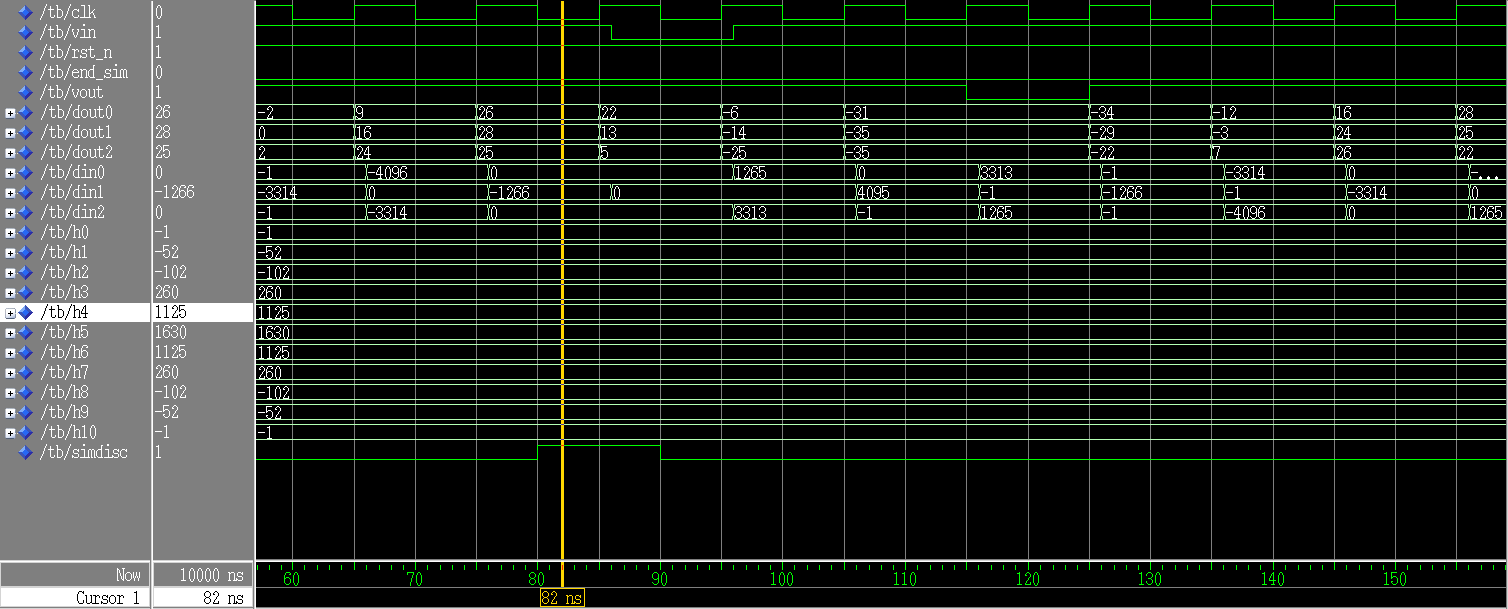 /tb/clk 0
/tb/vin 1
/tb/rst_n 1
/tb/end_sim 0
/tb/vout 1
/tb/dout0 26 -2 9 26 22 -6 -31 -34 -12 16 28
/tb/dout1 28 0 16 28 13 -14 -35 -29 -3 24 25
/tb/dout2 25 2 24 25 5 -25 -35 -22 7 26 22
/tb/din0 0 -1 -4096 0 1265 0 3313 -1 -3314 0 -...
/tb/din1 -1266 -3314 0 -1266 0 4095 -1 -1266 -1 -3314 0
/tb/din2 0 -1 -3314 0 3313 -1 1265 -1 -4096 0 1265
/tb/h0 -1 -1
/tb/h1 -52 -52
/tb/h2 -102 -102
/tb/h3 260 260
/tb/h4 1125 1125
/tb/h5 1630 1630
/tb/h6 1125 1125
/tb/h7 260 260
/tb/h8 -102 -102
/tb/h9 -52 -52
/tb/h10 -1 -1
/tb/simdisc 1
Now 10000 ns 60 70 80 90 100 110 120 130 140 150
Cursor 1 82 ns 82 ns